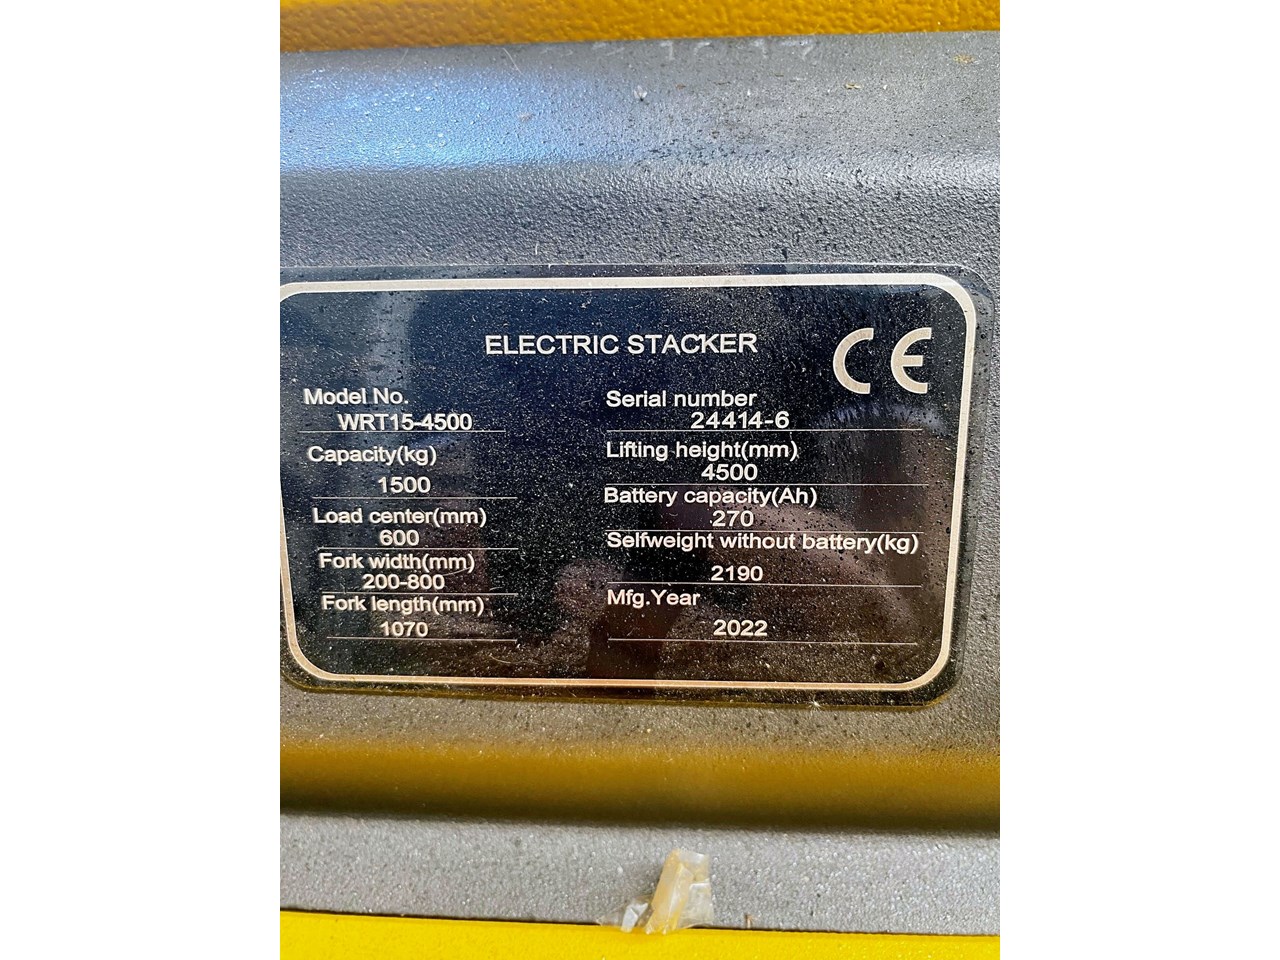 ELECTRIC STACKER
CE
Model No.
WRT15-4500
Capacity(kg)
1500
Load center(mm)
600
Fork width(mm)
200-800
Fork length(mm)
1070
Serial number
24414-6
Lifting height(mm)
4500
Battery capacity(Ah)
270
Selfweight without battery(kg)
2190
Mfg.Year
2022